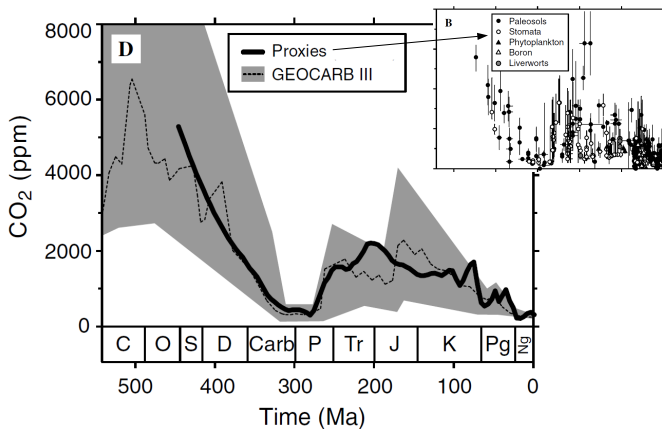 D
Proxies
GEOCARB III
B
Paleosols
Stomata
Phytoplankton
Boron
Liverworts
CO2 (ppm)
8000
6000
4000
2000
0
C O S D Carb P Tr J K Pg Ng
500 400 300 200 100 0
Time (Ma)